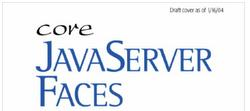 Draft cover as of 1/16/04
core
JAVASERVER
FACES